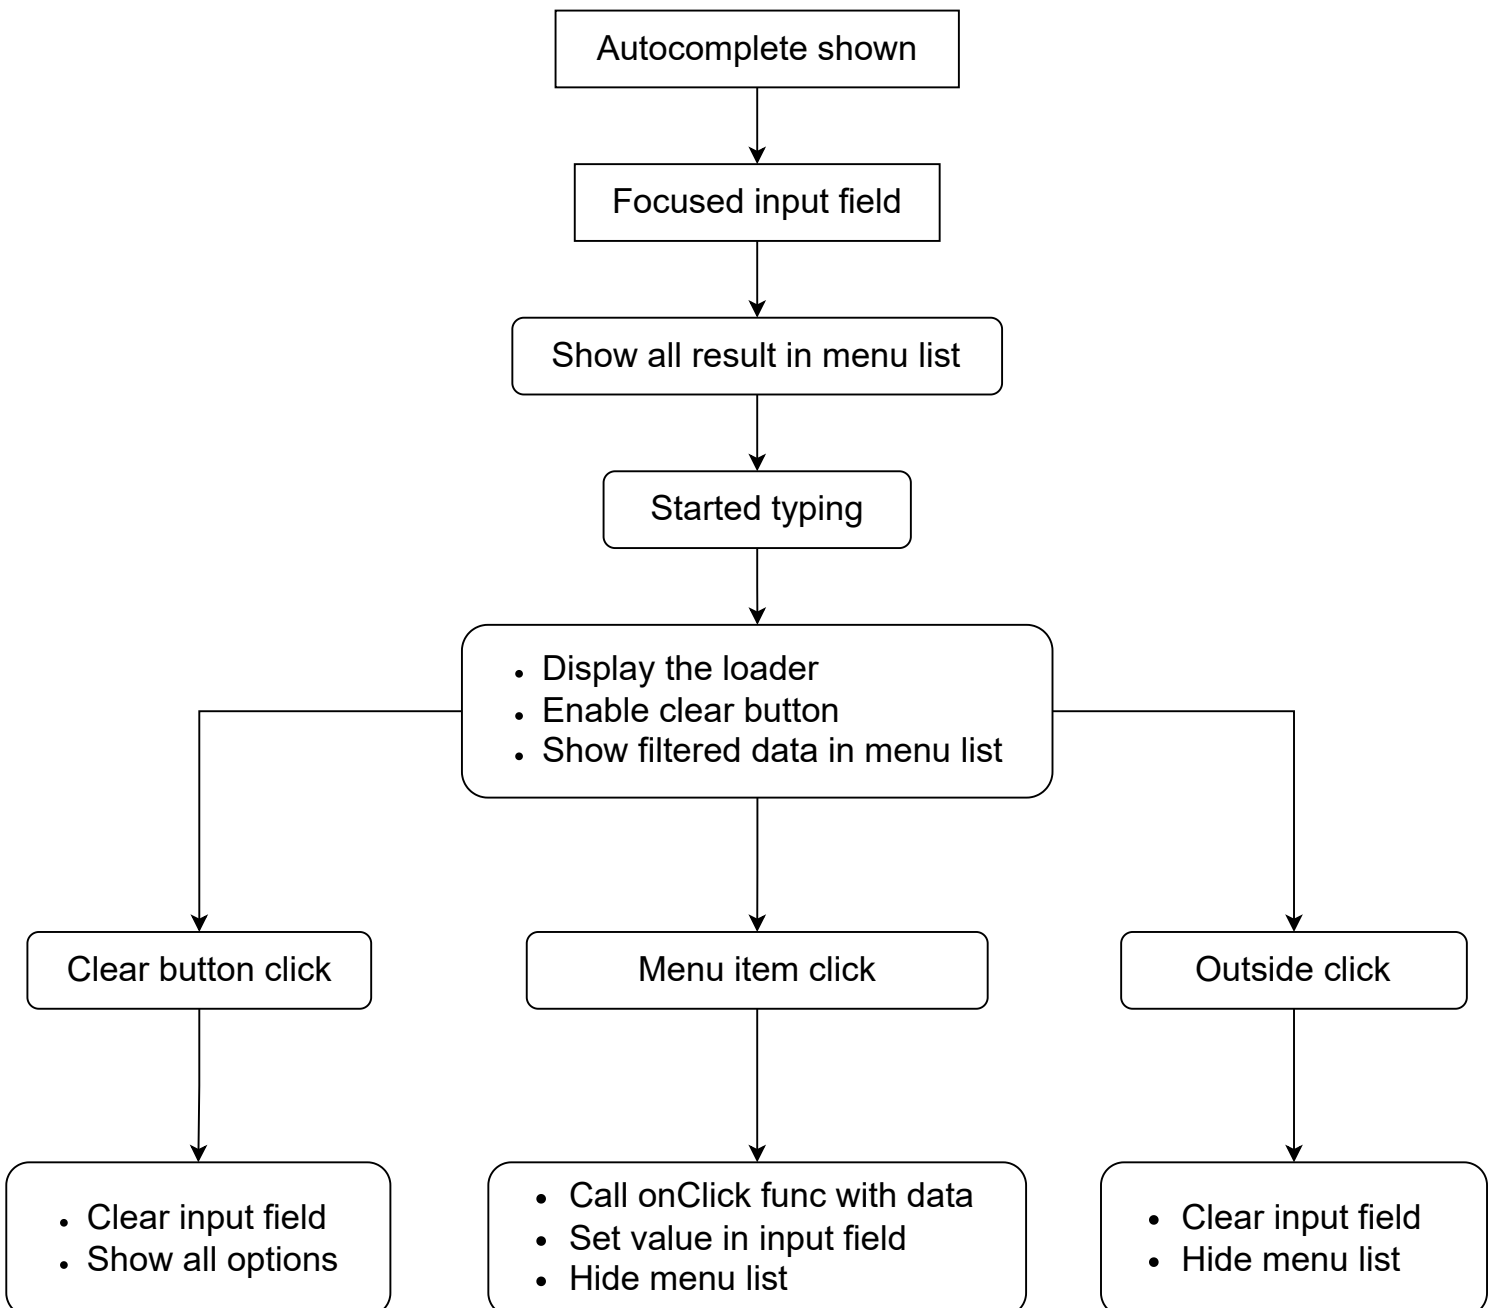 Autocomplete shown
Focused input field
Show all result in menu list
Started typing
• Display the loader
• Enable clear button
• Show filtered data in menu list
Clear button click
Menu item click
Outside click
• Clear input field
• Show all options
• Call onClick func with data
• Set value in input field
• Hide menu list
• Clear input field
• Hide menu list